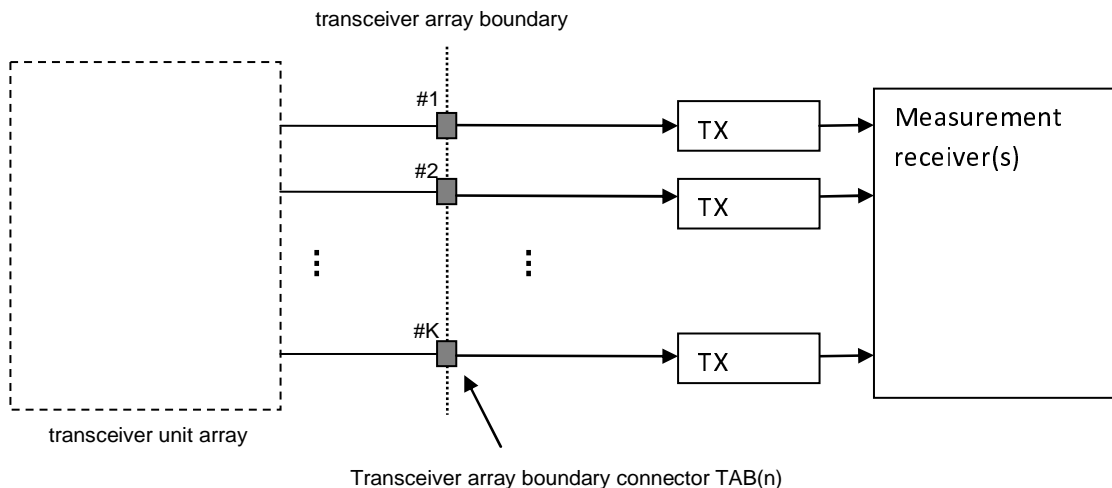 transceiver array boundary
#1
TX
Measurement
receiver(s)
#2
TX
#K
TX
transceiver unit array
Transceiver array boundary connector TAB(n)